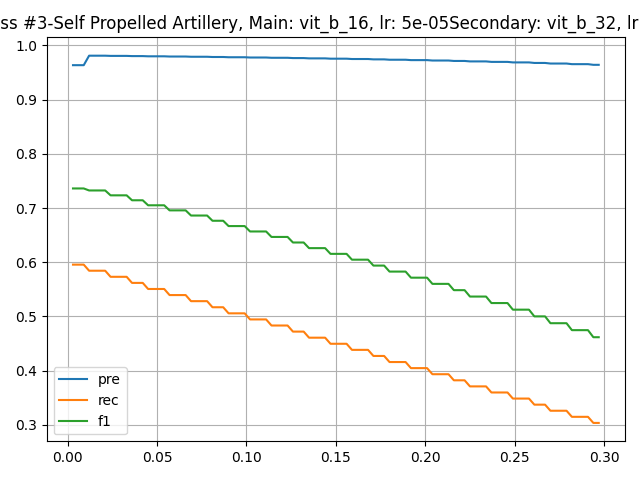 ss #3-Self Propelled Artillery, Main: vit_b_16, lr: 5e-05Secondary: vit_b_32, lr
1.0
0.9
0.8
0.7
0.6
0.5
0.4
0.3
pre
rec
f1
0.00 0.05 0.10 0.15 0.20 0.25 0.30